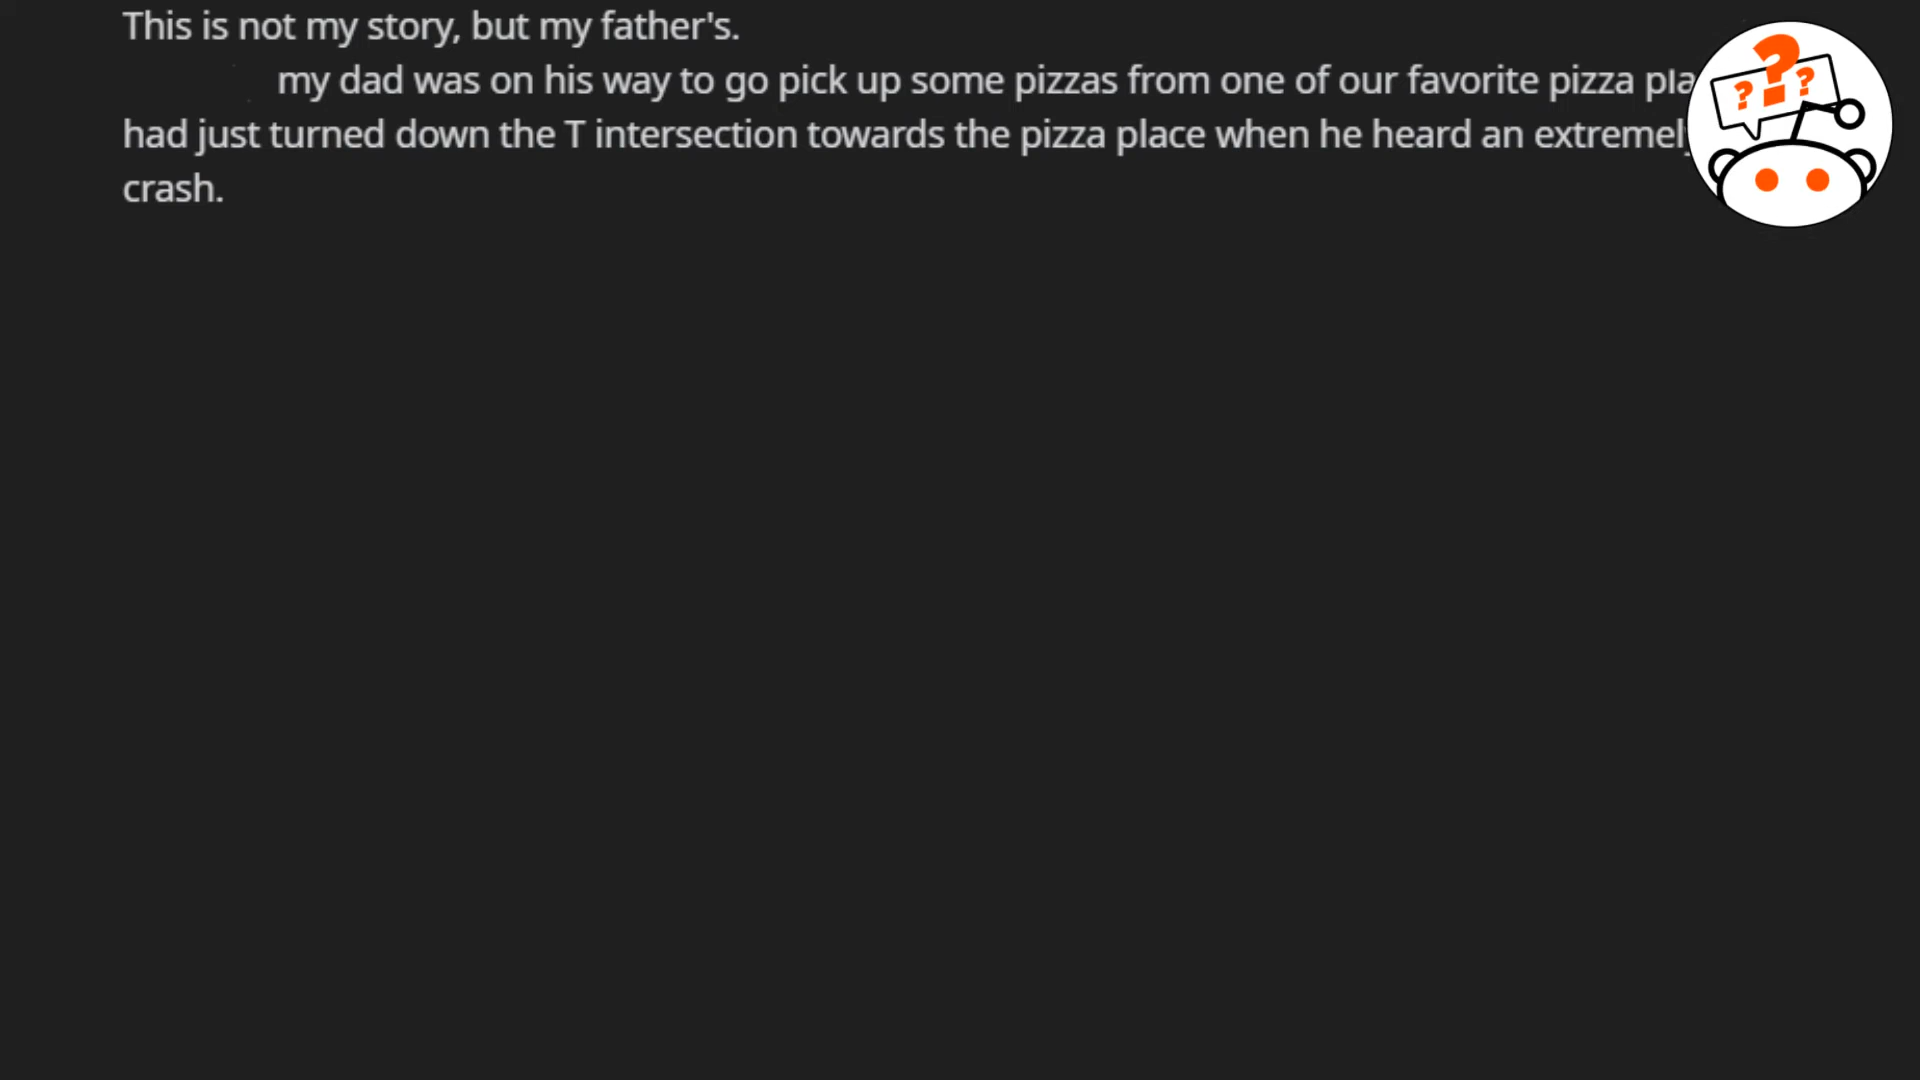 This is not my story, but my father's.
my dad was on his way to go pick up some pizzas from one of our favorite pizza
had just turned down the T intersection towards the pizza place when he heard an
crash.
? ? ?